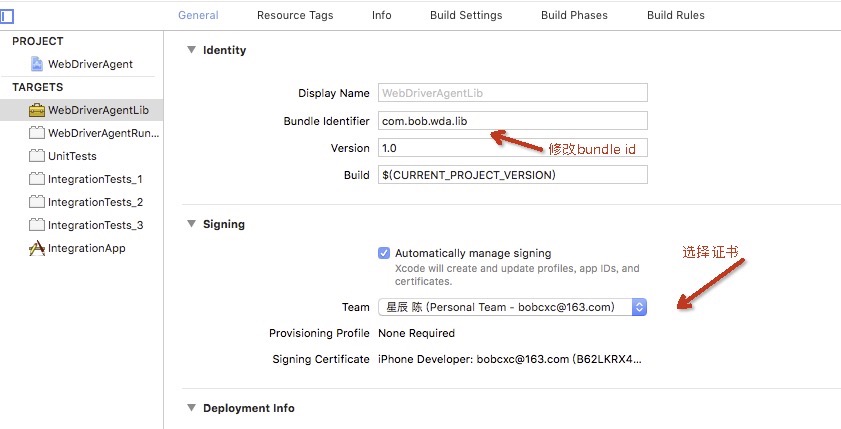 General Resource Tags Info Build Settings Build Phases Build Rules
PROJECT
WebDriverAgent
TARGETS
WebDriverAgentLib
WebDriverAgentRun...
UnitTests
IntegrationTests_1
IntegrationTests_2
IntegrationTests_3
IntegrationApp
Identity
Display Name WebDriverAgentLib
Bundle Identifier com.bob.wda.lib
Version 1.0
修改bundle id
Build $(CURRENT_PROJECT_VERSION)
Signing
Automatically manage signing
选择证书
Xcode will create and update profiles, app IDs, and
certificates.
Team 星辰 陈 (Personal Team - bobcxc@163.com)
Provisioning Profile None Required
Signing Certificate iPhone Developer: bobcxc@163.com (B62LKRX4...
Deployment Info